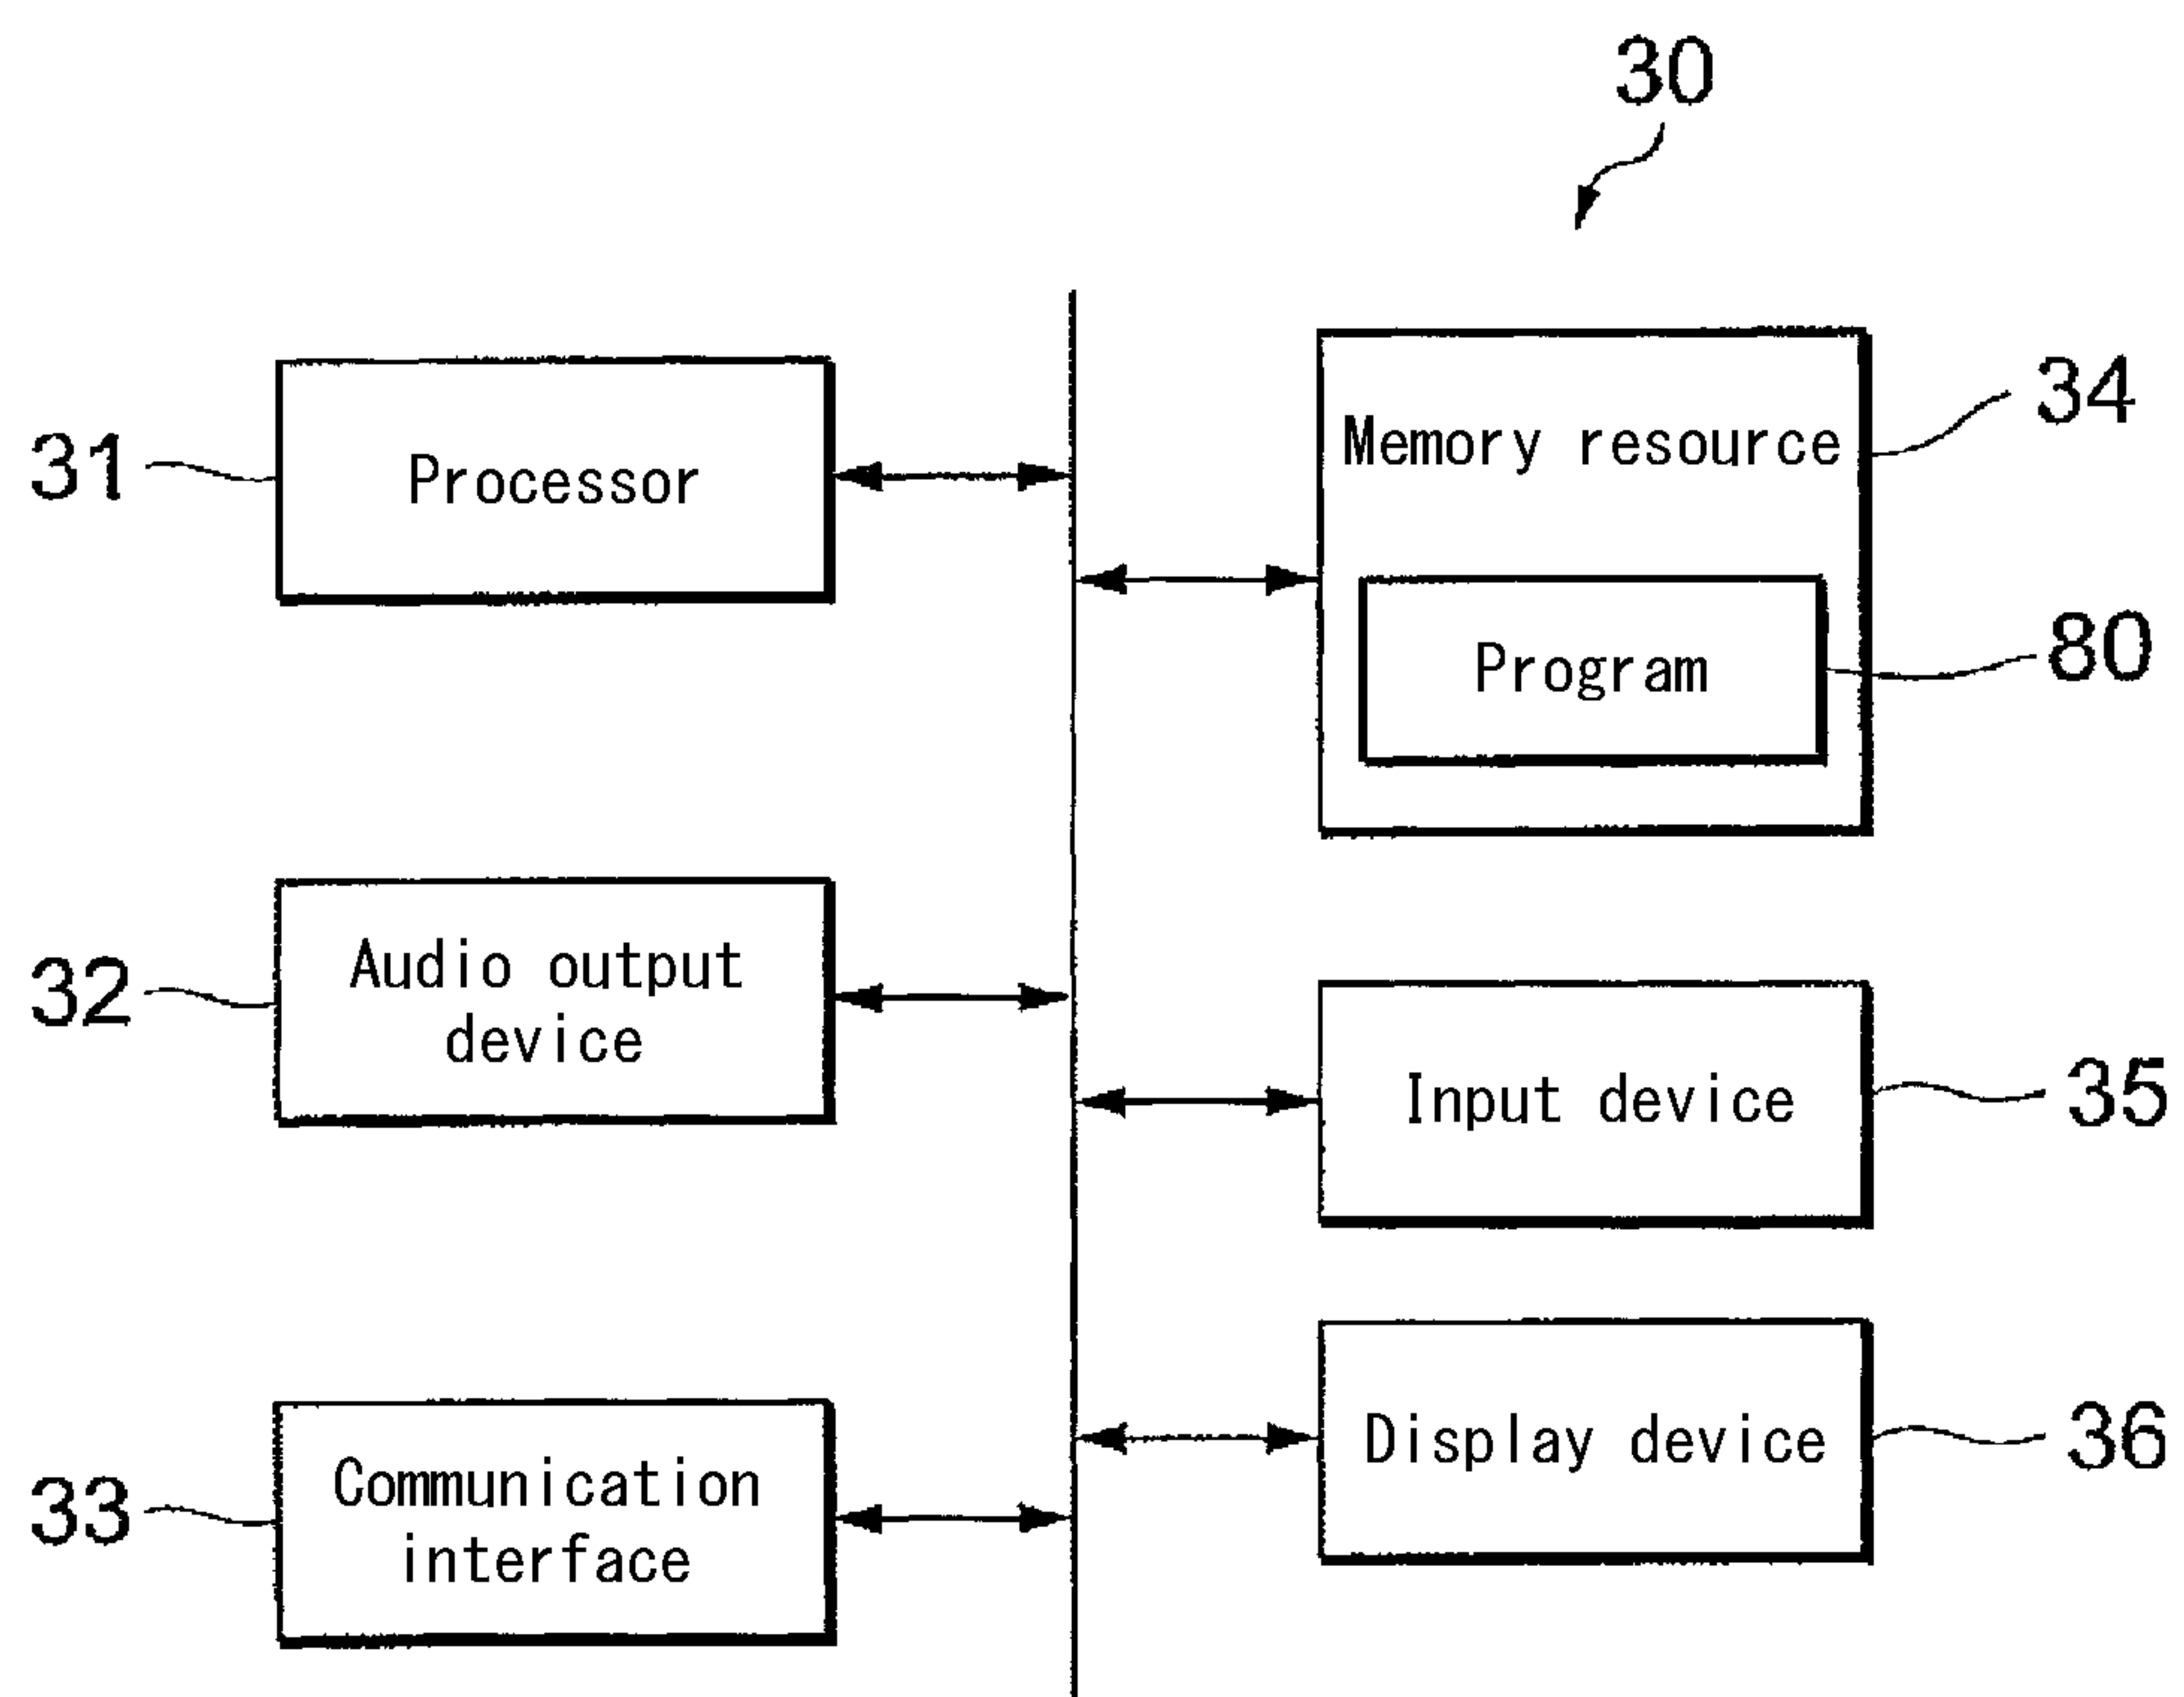 30
31
Processor
Memory resource
34
Program
80
32
Audio output
device
Input device
35
33
Communication
interface
Display device
36